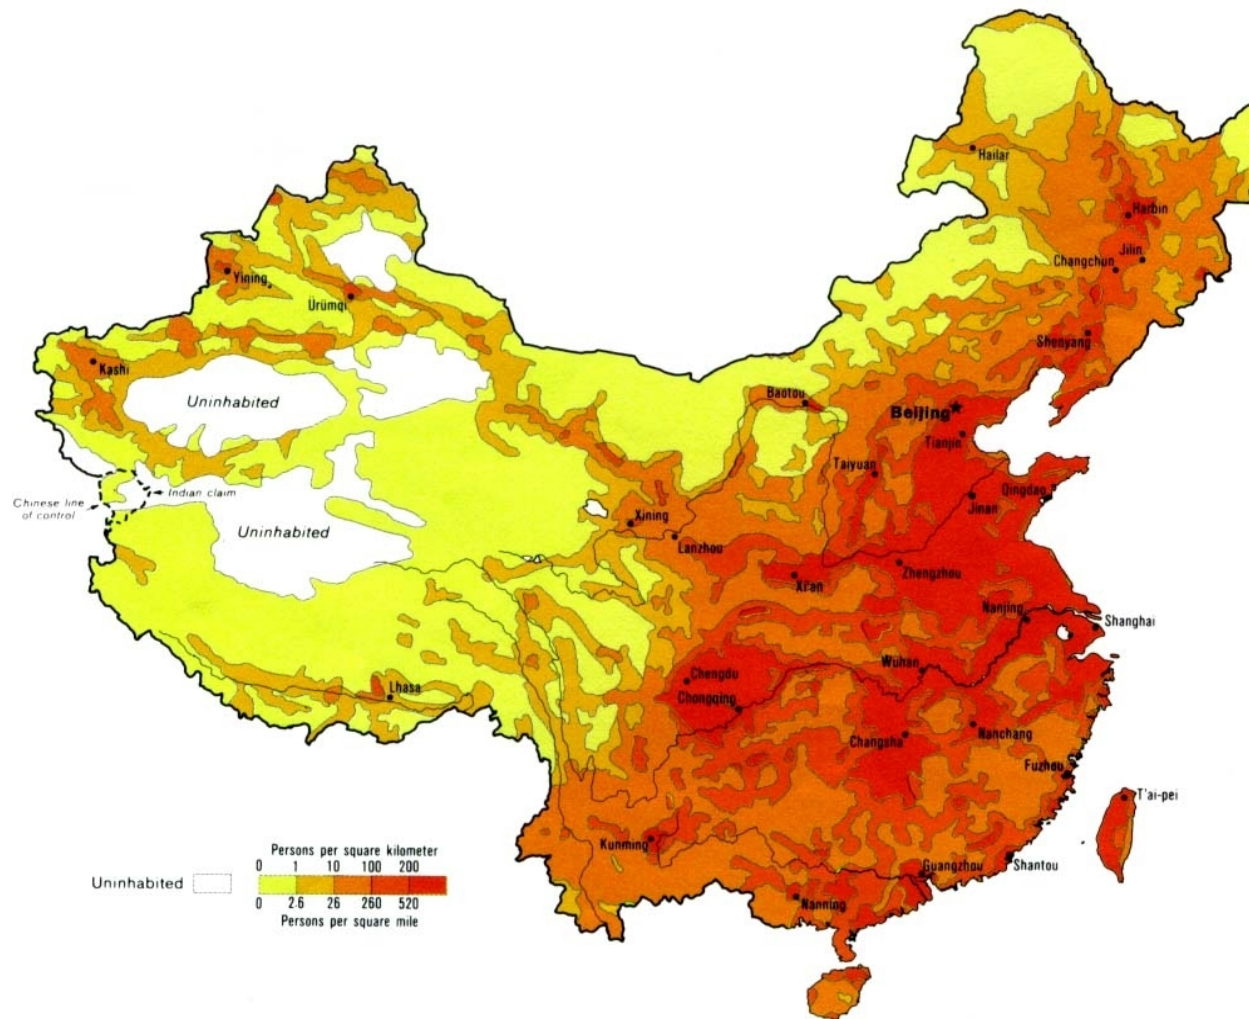 Hailar
Harbin
Jilin
Changchun
Yining
Ürümqi
Shenyang
Kashi
Uninhabited
Baotou
Beijing
Tianjin
Taiyuan
Indian claim
Chinese line
of control
Qingdao
Jinan
Xining
Uninhabited
Lanzhou
Zhengzhou
Xi'an
Nanjing
Shanghai
Wuhan
Chengdu
Lhasa
Chongqing
Nanchang
Changsha
Fuzhou
T'ai-pei
Kunming
Persons per square kilometer
0 1 10 100 200
Guangzhou
Shantou
Uninhabited
0 2.6 26 260 520
Nanning
Persons per square mile